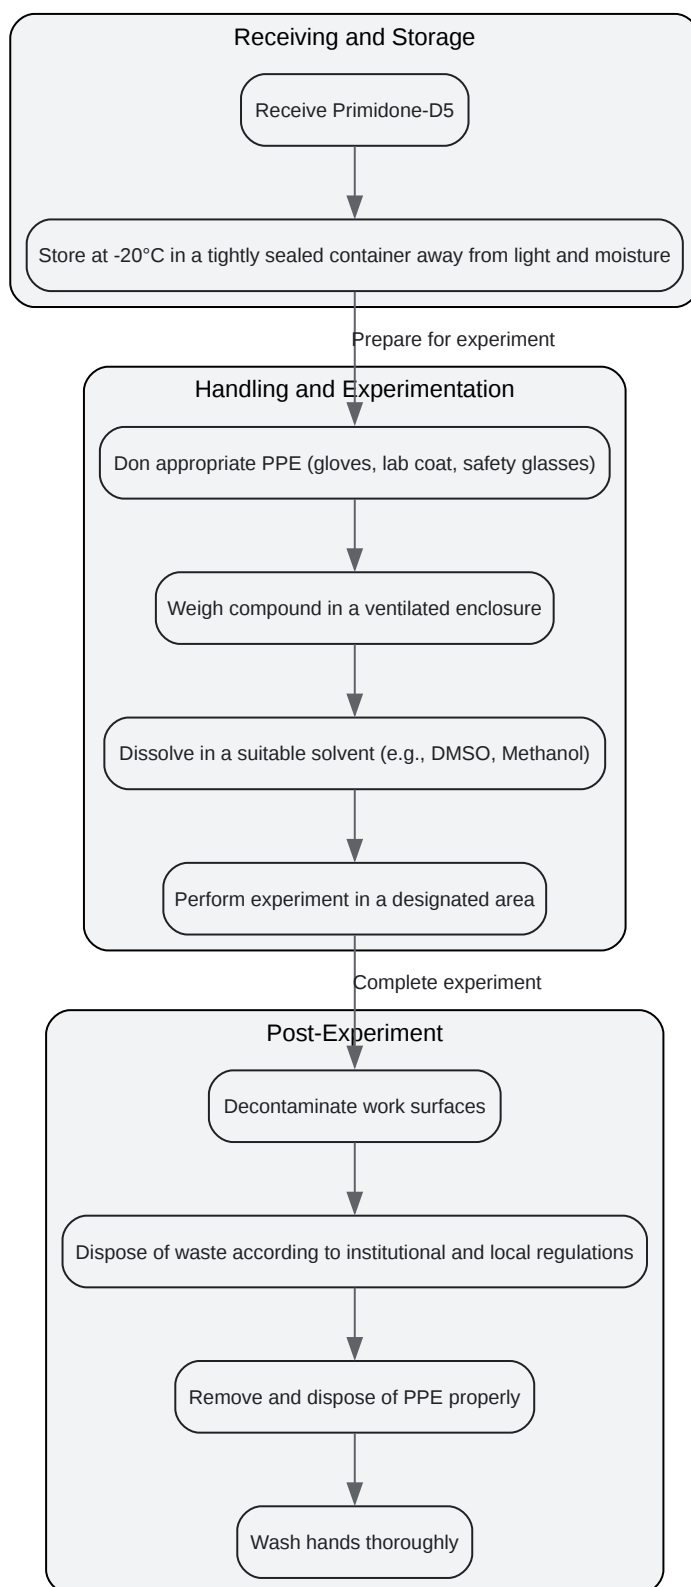 Receiving and Storage
Receive Primidone-D5
Store at -20°C in a tightly sealed container away from light and moisture
Prepare for experiment
Handling and Experimentation
Don appropriate PPE (gloves, lab coat, safety glasses)
Weigh compound in a ventilated enclosure
Dissolve in a suitable solvent (e.g., DMSO, Methanol)
Perform experiment in a designated area
Complete experiment
Post-Experiment
Decontaminate work surfaces
Dispose of waste according to institutional and local regulations
Remove and dispose of PPE properly
Wash hands thoroughly